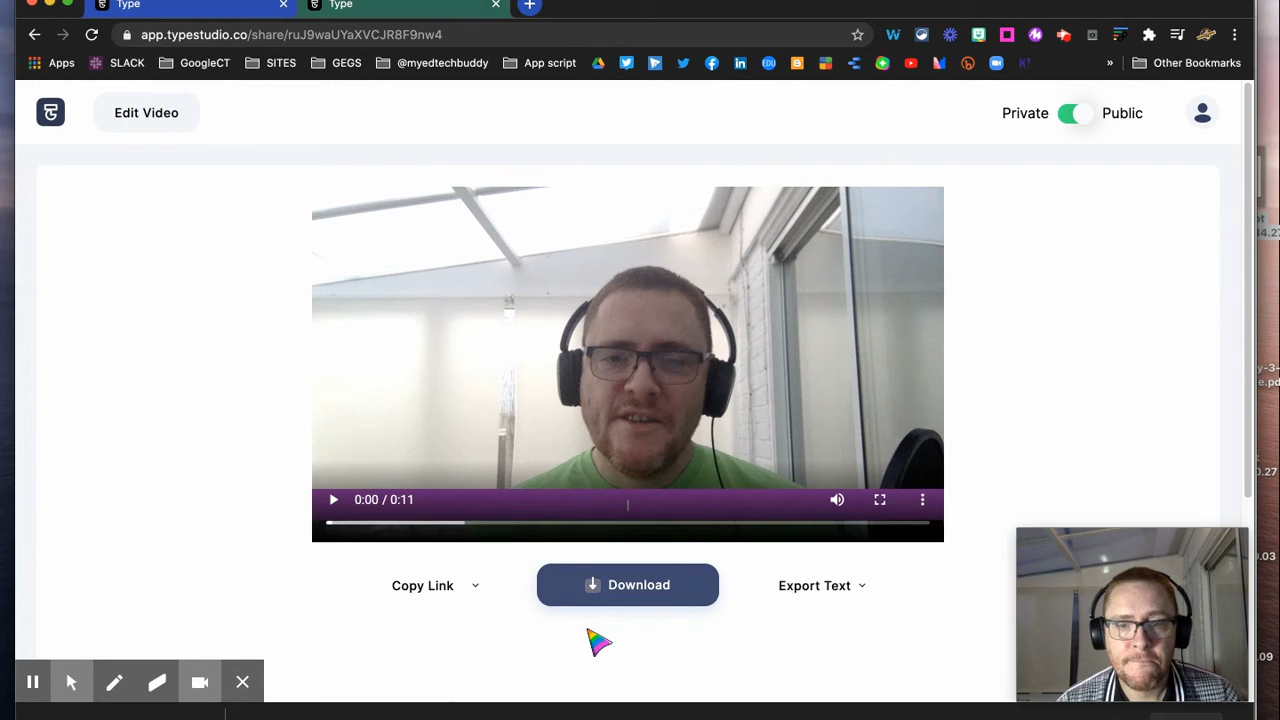 Type
Type
app.typestudio.co/share/ruJ9waUYaXVCJR8F9nw4
Apps SLACK GoogleCT SITES GEGS @myedtechbuddy App script » Other Bookmarks
Edit Video
Private Public
0:00 / 0:11
Copy Link
Download
Export Text